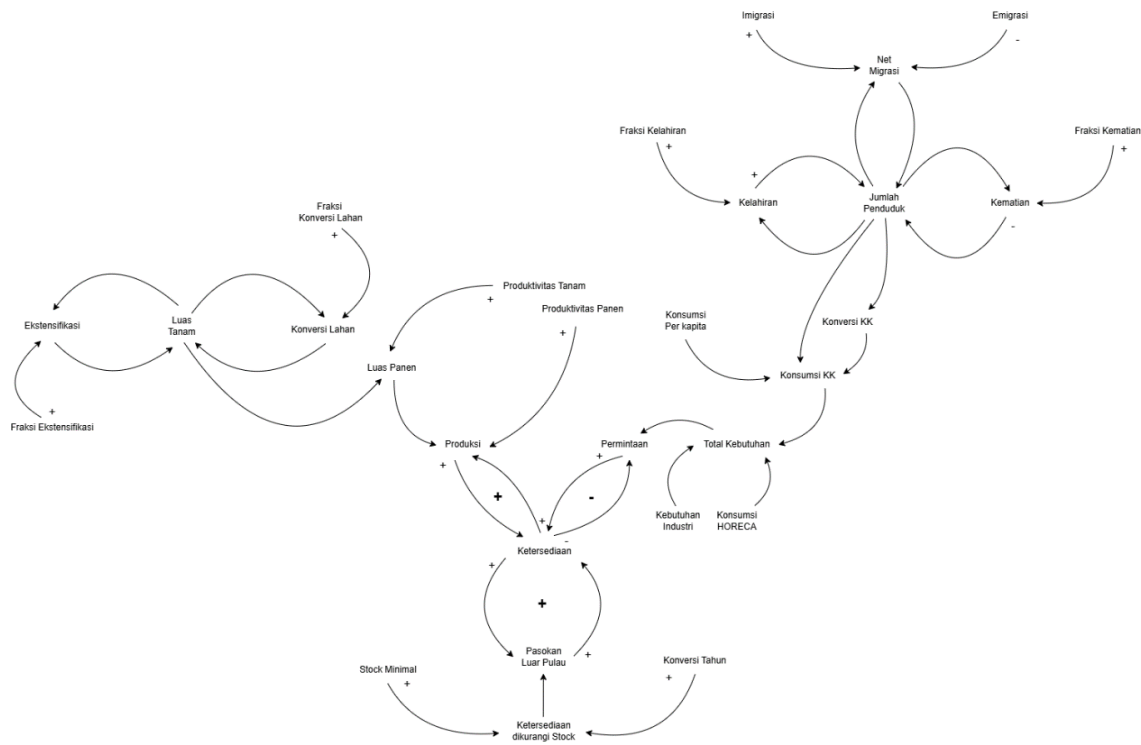 Imigrasi
+
Emigrasi
-
Net
Migrasi
Fraksi Kelahiran
+
Fraksi Kematian
+
+
Kelahiran
Jumlah
Penduduk
Kematian
-
Fraksi
Konversi Lahan
+
Produktivitas Tanam
+
Produktivitas Panen
+
Ekstensifikasi
Luas
Tanam
Konversi Lahan
Konsumsi
Per kapita
Konversi KK
Luas Panen
Konsumsi KK
+
Fraksi Ekstensifikasi
Produksi
+
Permintaan
+
Total Kebutuhan
+
-
Kebutuhan
Industri
Konsumsi
HORECA
+
-
Ketersediaan
+
+
Pasokan
Luar Pulau
+
Stock Minimal
+
Konversi Tahun
+
Ketersediaan
dikurangi Stock